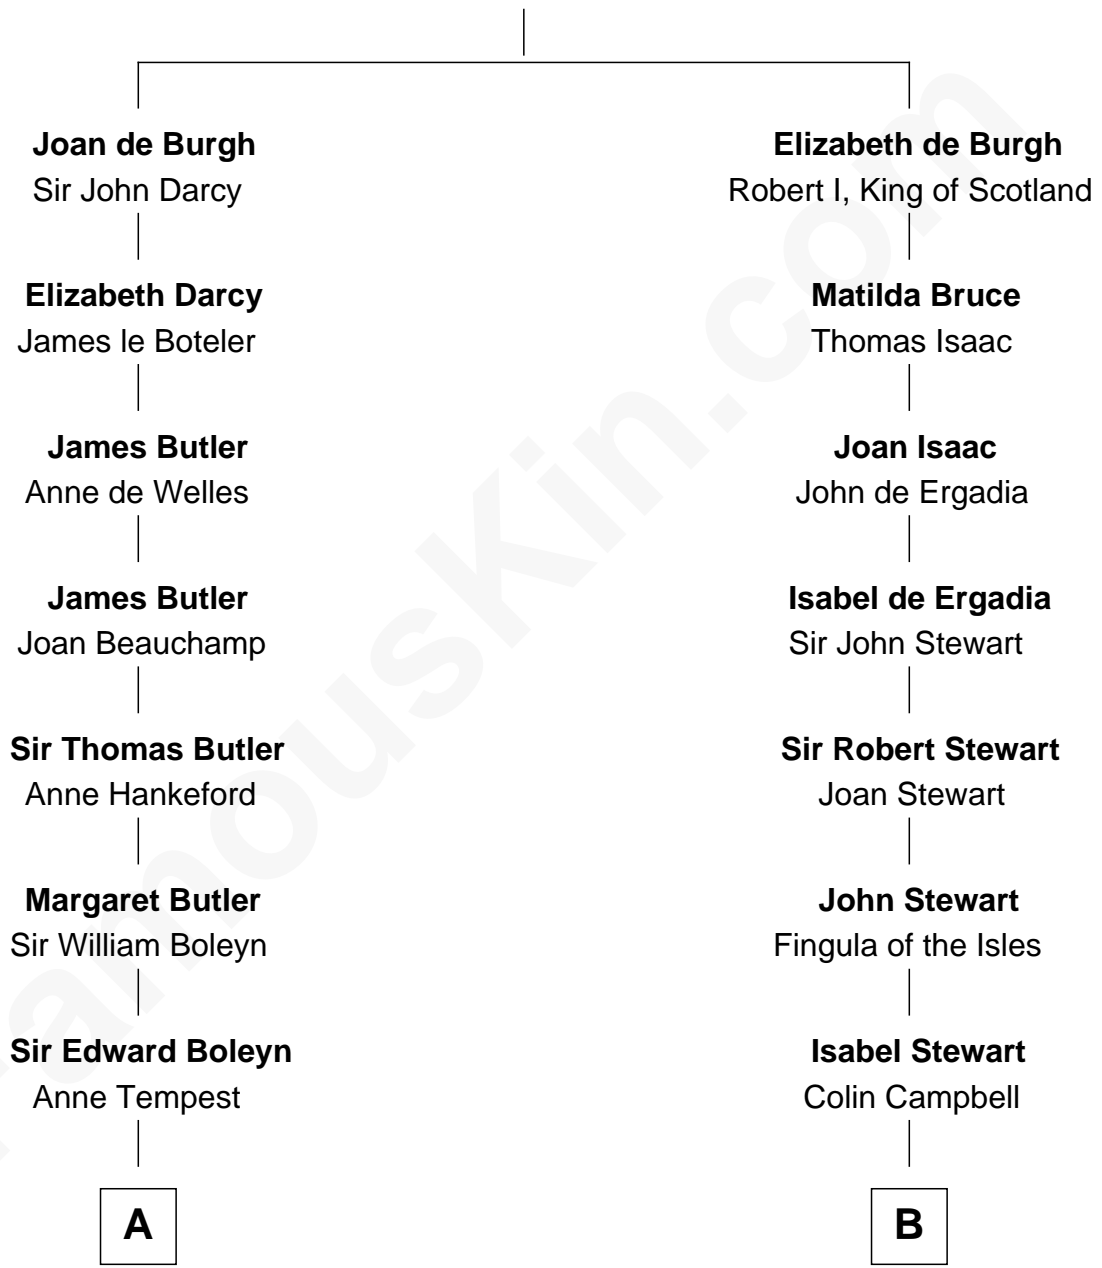 Joan de Burgh
Sir John Darcy
Elizabeth Darcy
James le Boteler
James Butler
Anne de Welles
James Butler
Joan Beauchamp
Sir Thomas Butler
Anne Hankeford
Margaret Butler
Sir William Boleyn
Sir Edward Boleyn
Anne Tempest
A
Elizabeth de Burgh
Robert I, King of Scotland
Matilda Bruce
Thomas Isaac
Joan Isaac
John de Ergadia
Isabel de Ergadia
Sir John Stewart
Sir Robert Stewart
Joan Stewart
John Stewart
Fingula of the Isles
Isabel Stewart
Colin Campbell
B
FamousKin.com